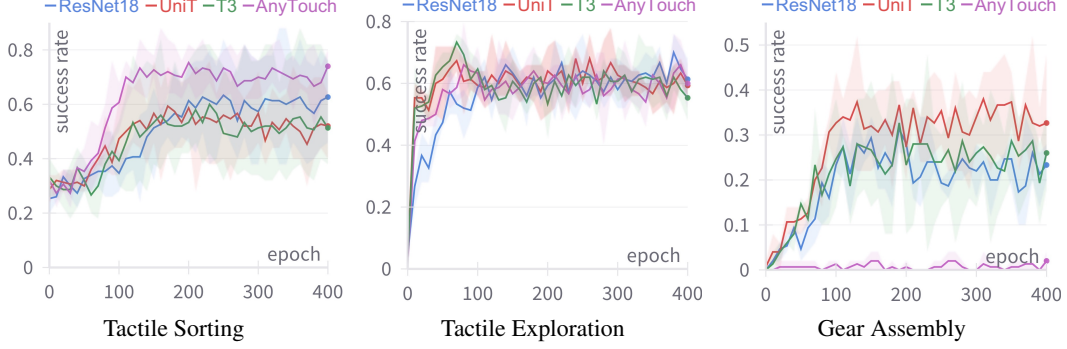 ResNet18 UniT T3 AnyTouch
success rate
0.8
0.6
0.4
0.2
0
epoch
0 100 200 300 400
Tactile Sorting
ResNet18 UniT T3 AnyTouch
success rate
0.8
0.6
0.4
0.2
0
0 100 200 300 400
Tactile Exploration
ResNet18 UniT T3 AnyTouch
success rate
0.5
0.4
0.3
0.2
0.1
0
epoch
0 100 200 300 400
Gear Assembly